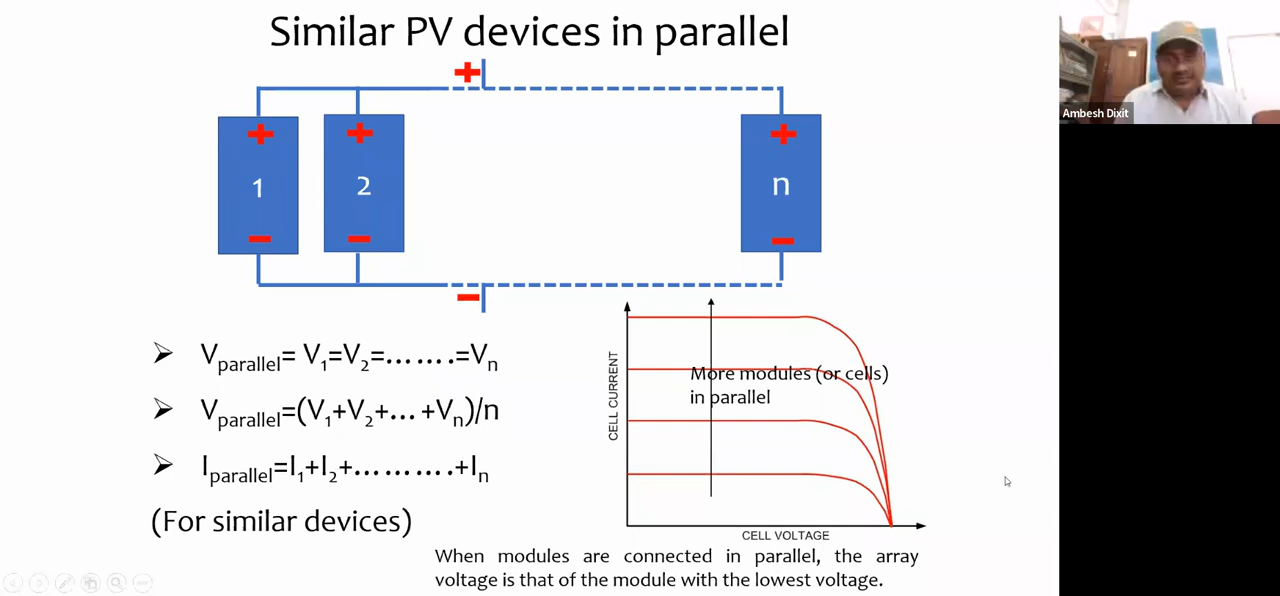 Similar PV devices in parallel
+
+
+
+
1
2
n
−
−
−
−
➢ Vparallel= V1=V2=.......=Vn
➢ Vparallel=(V1+V2+... +Vn)/n
➢ Iparallel=I1+I2+..........+In
(For similar devices)
CELL CURRENT
More modules (or cells)
in parallel
CELL VOLTAGE
When modules are connected in parallel, the array
voltage is that of the module with the lowest voltage.
Ambesh Dixit